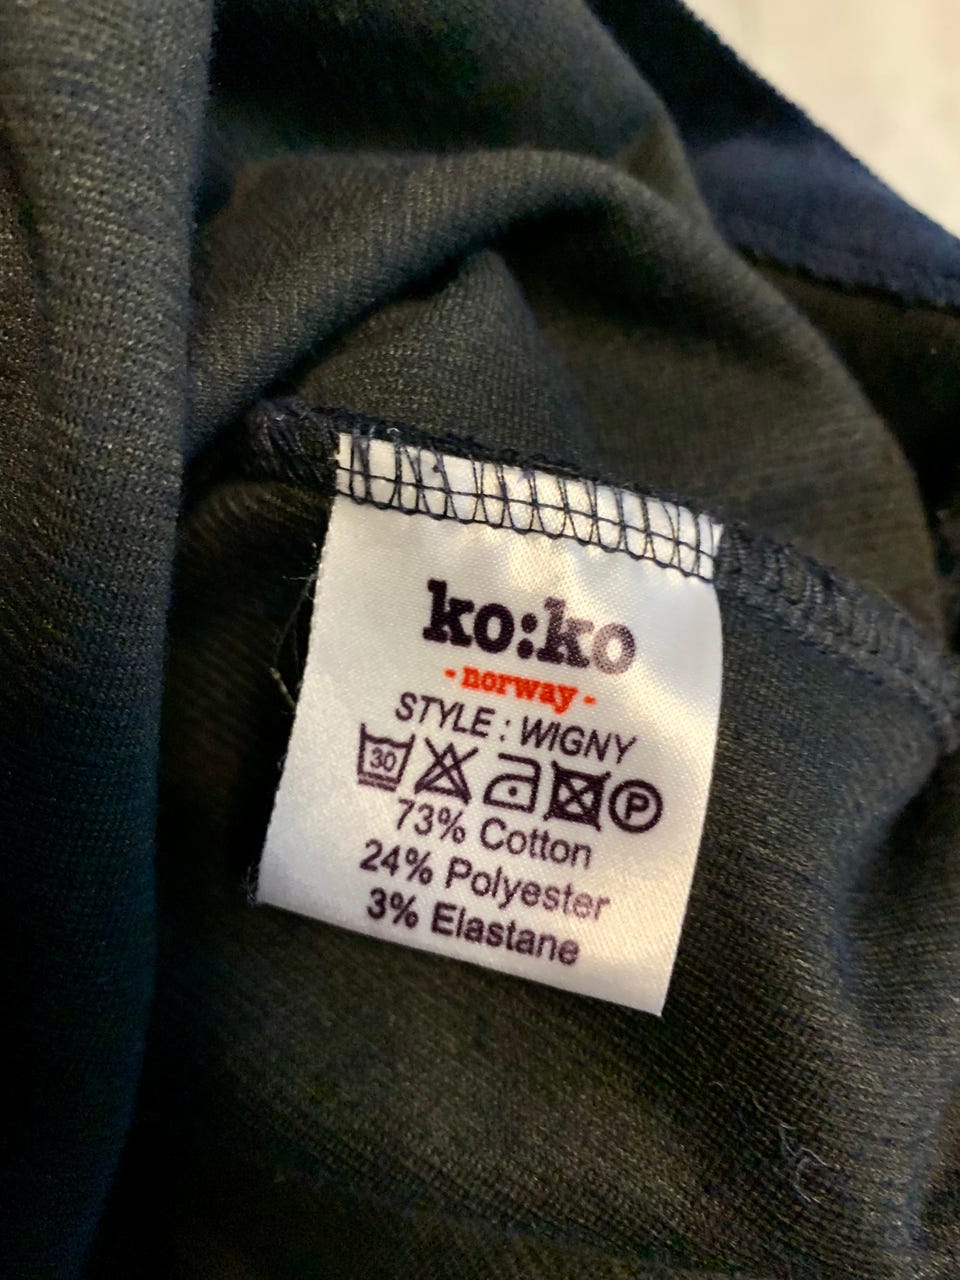 ko:ko
- norway -
STYLE : WIGNY
30 P
73% Cotton
24% Polyester
3% Elastane